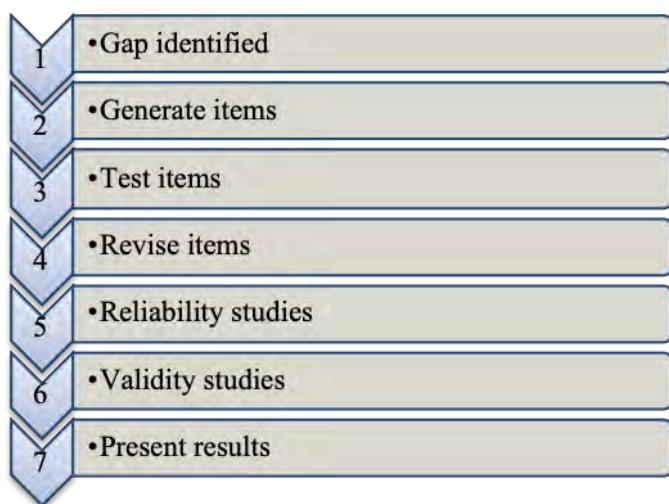 1 •Gap identified
2 •Generate items
3 •Test items
4 •Revise items
5 •Reliability studies
6 •Validity studies
7 •Present results